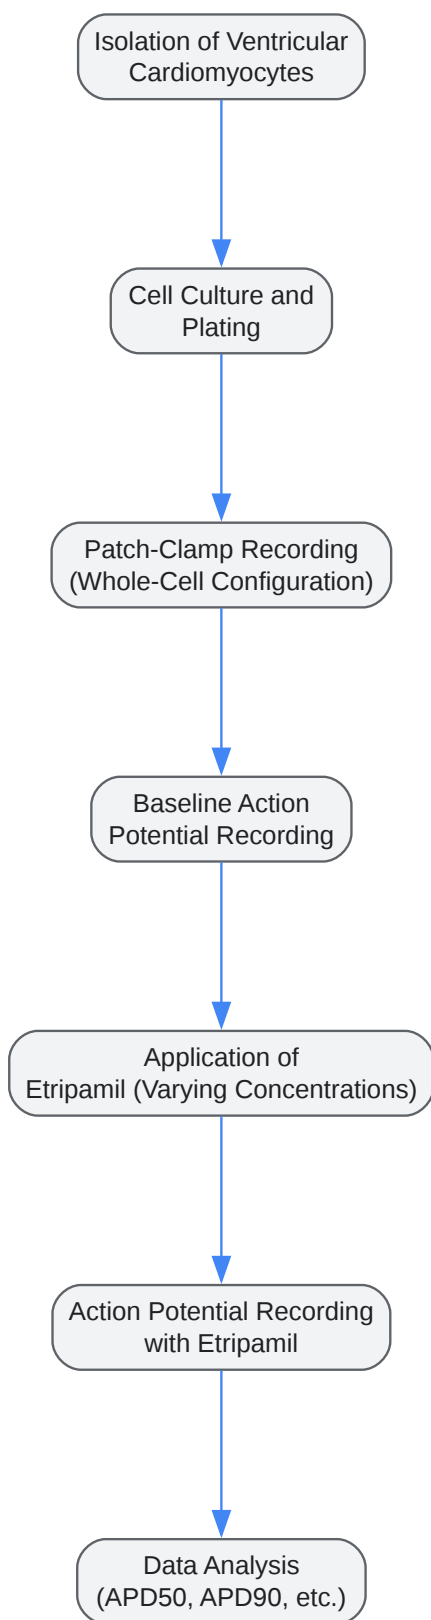 Isolation of Ventricular
Cardiomyocytes
Cell Culture and
Plating
Patch-Clamp Recording
(Whole-Cell Configuration)
Baseline Action
Potential Recording
Application of
Etripamil (Varying Concentrations)
Action Potential Recording
with Etripamil
Data Analysis
(APD50, APD90, etc.)